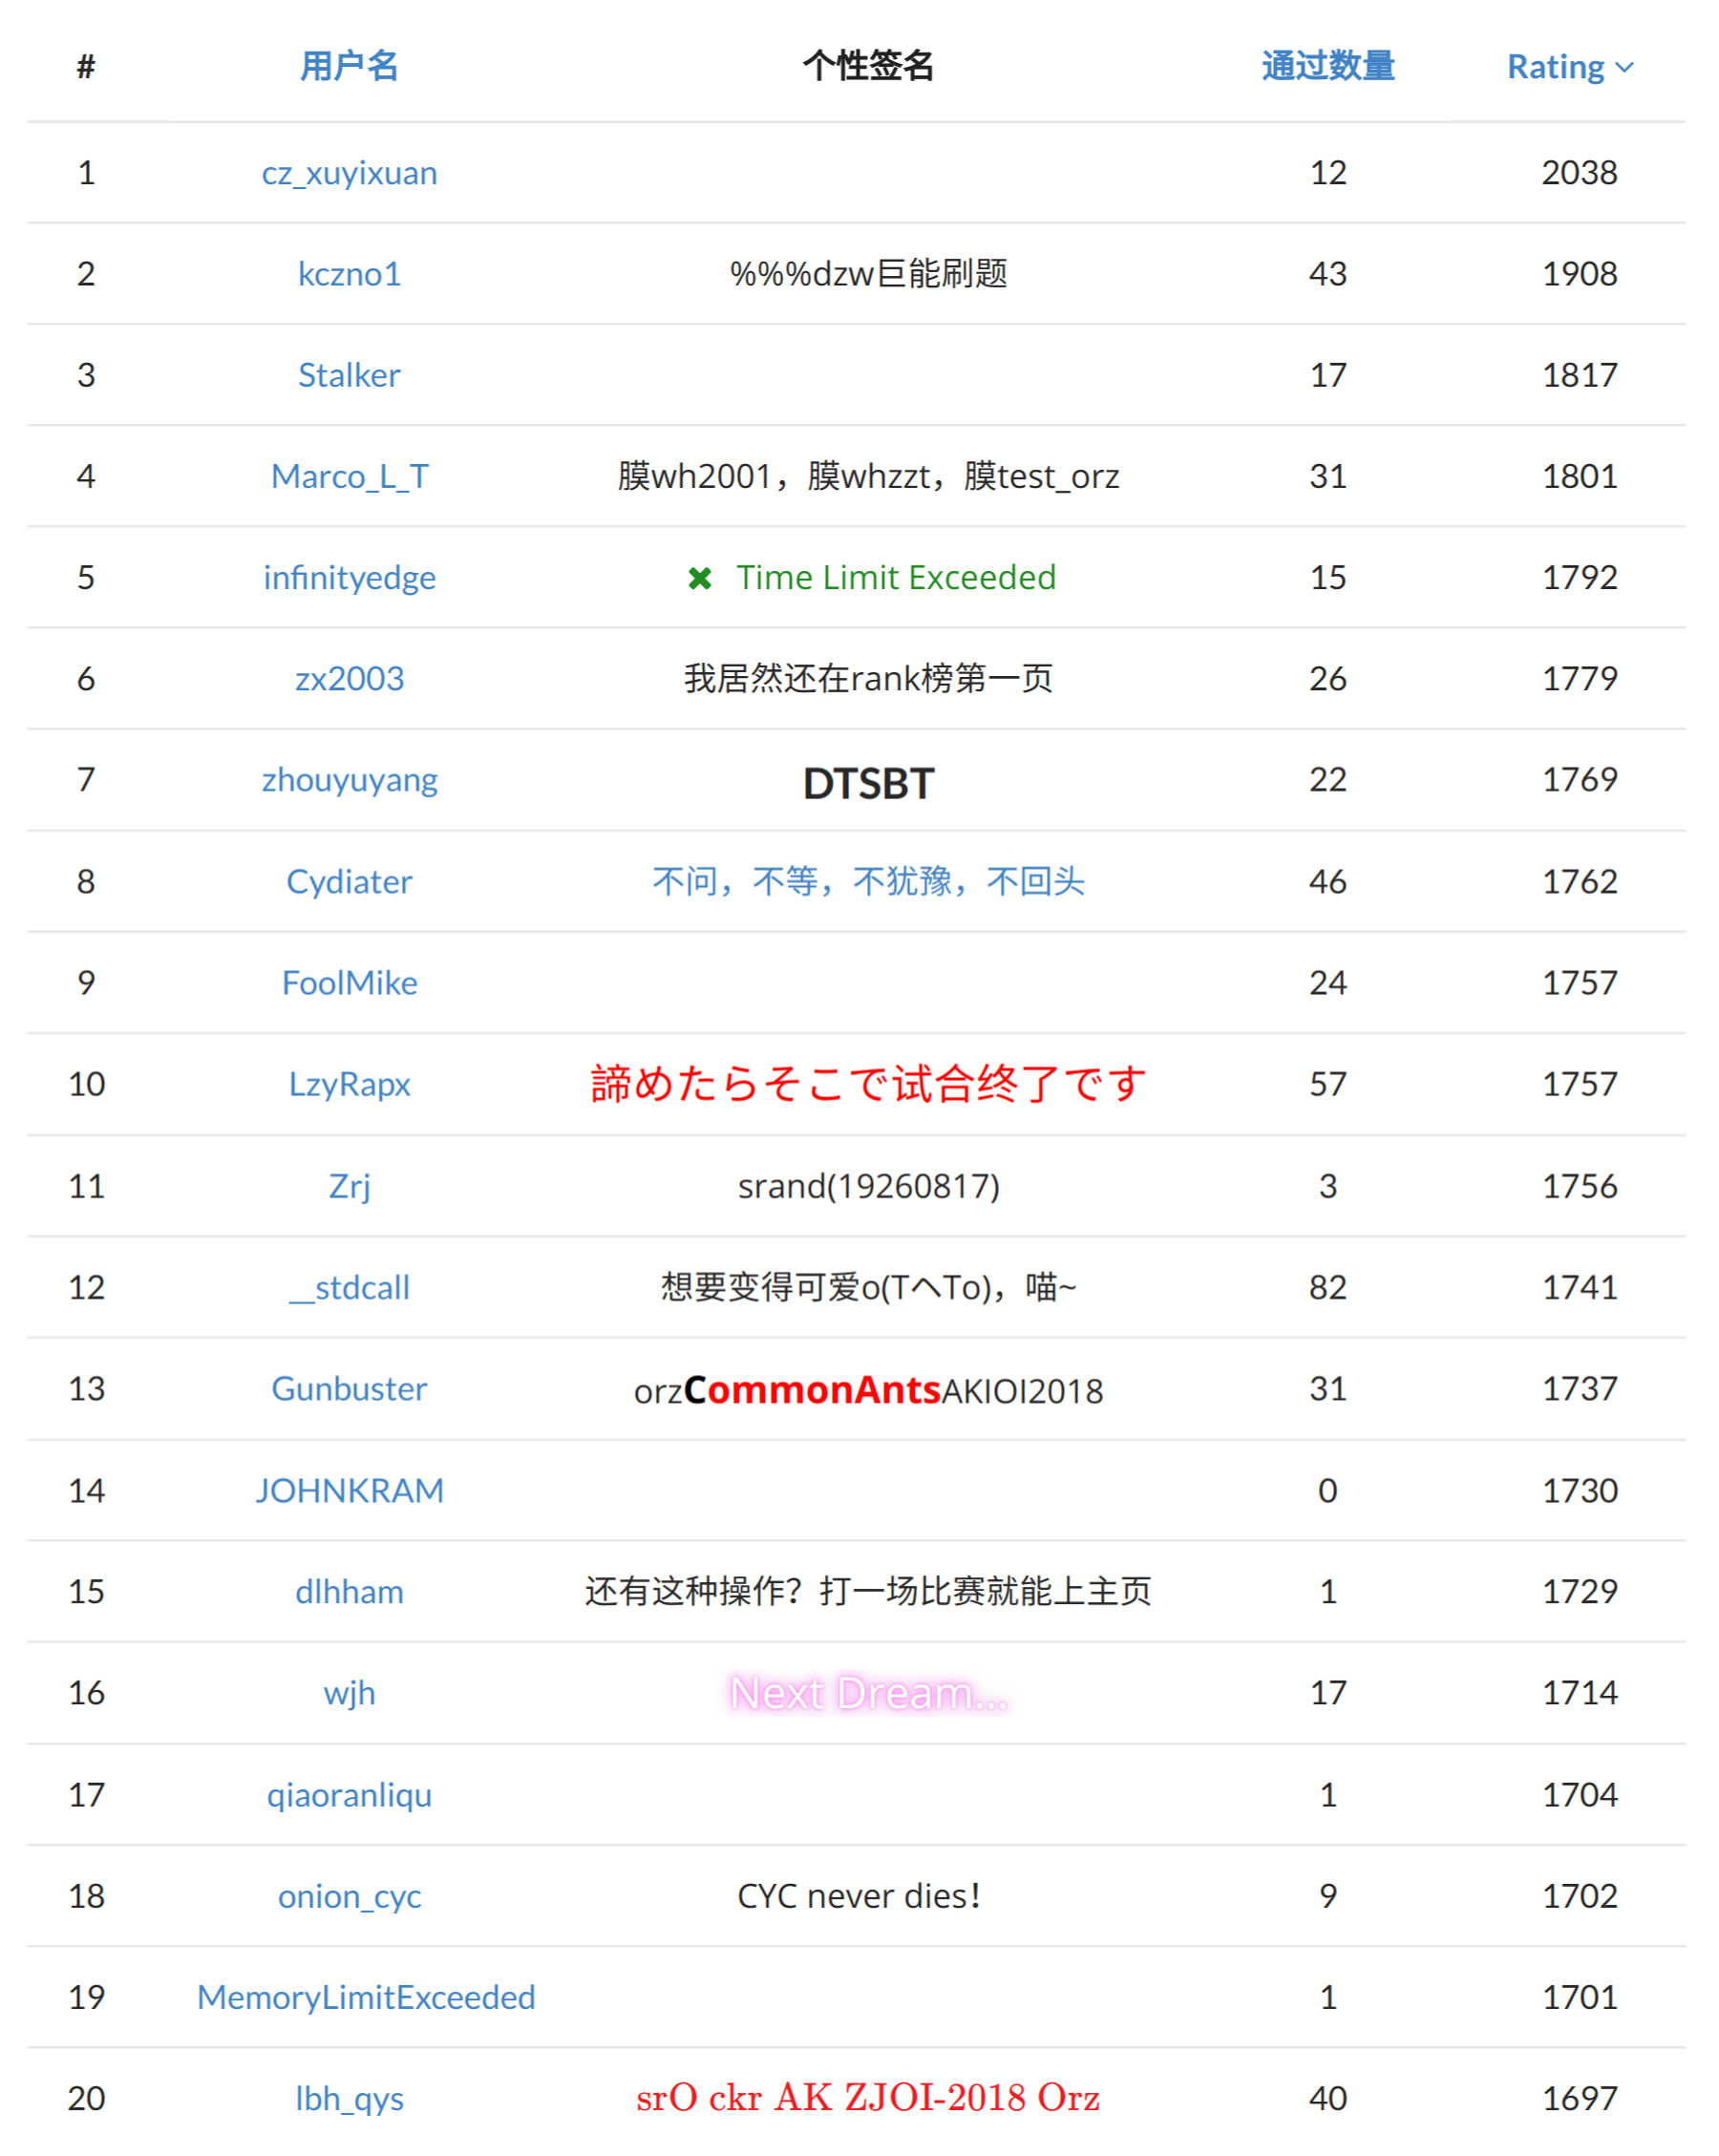 # 用户名 个性签名 通过数量 Rating
1 cz_xuyixuan 12 2038
2 kczno1 %%%dzw巨能刷题 43 1908
3 Stalker 17 1817
4 Marco_L_T 膜wh2001，膜whzzt，膜test_orz 31 1801
5 infinityedge ✖ Time Limit Exceeded 15 1792
6 zx2003 我居然还在rank榜第一页 26 1779
7 zhouyuyang DTSBT 22 1769
8 Cydiater 不问，不等，不犹豫，不回头 46 1762
9 FoolMike 24 1757
10 LzyRapx 諦めたらそこで试合终了です 57 1757
11 Zrj srand(19260817) 3 1756
12 __stdcall 想要变得可爱o(TヘTo)，喵~ 82 1741
13 Gunbuster orzCommonAntsAKIOI2018 31 1737
14 JOHNKRAM 0 1730
15 dlhham 还有这种操作？打一场比赛就能上主页 1 1729
16 wjh Next Dream... 17 1714
17 qiaoranliqu 1 1704
18 onion_cyc CYC never dies！ 9 1702
19 MemoryLimitExceeded 1 1701
20 lbh_qys srO ckr AK ZJOI-2018 Orz 40 1697